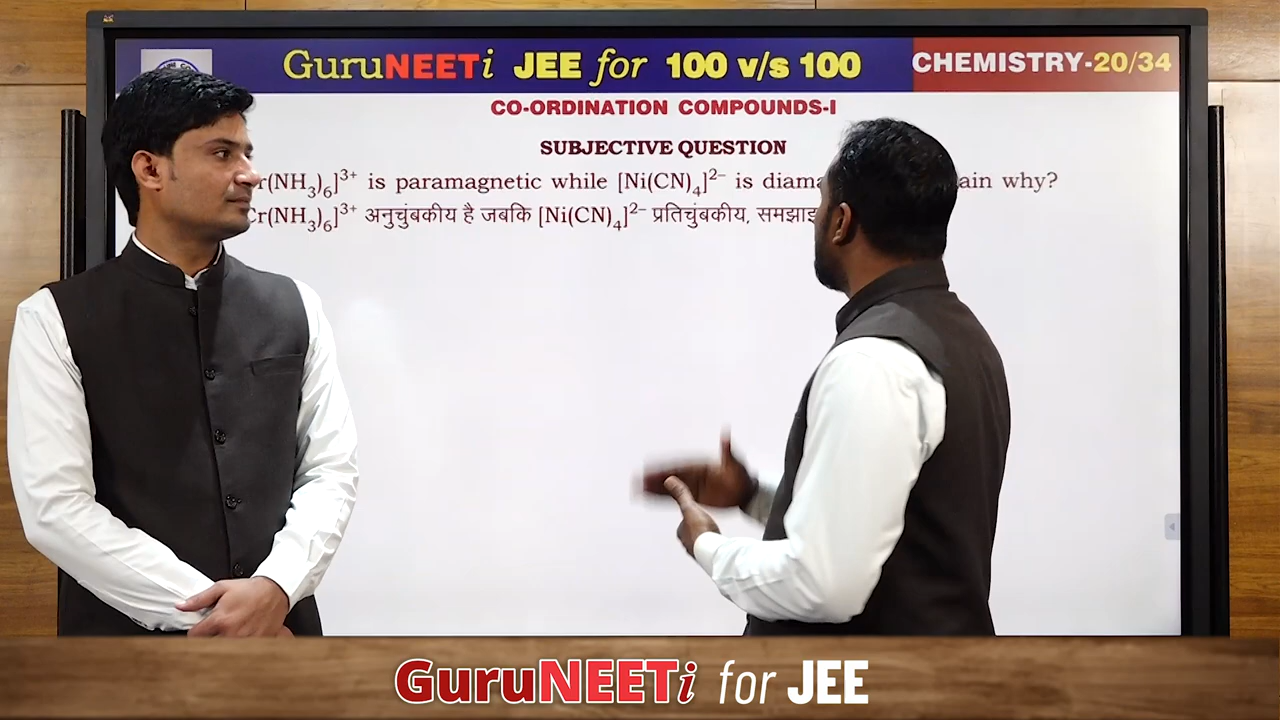 GuruNEETi JEE for 100 v/s 100
CHEMISTRY-20/34
CO-ORDINATION COMPOUNDS-I
SUBJECTIVE QUESTION
r(NH₃)₆]³⁺ is paramagnetic while [Ni(CN)₄]²⁻ is diama ain why?
Cr(NH₃)₆]³⁺ अनुचुंबकीय है जबकि [Ni(CN)₄]²⁻ प्रतिचुंबकीय, समझाइ
GuruNEETi for JEE